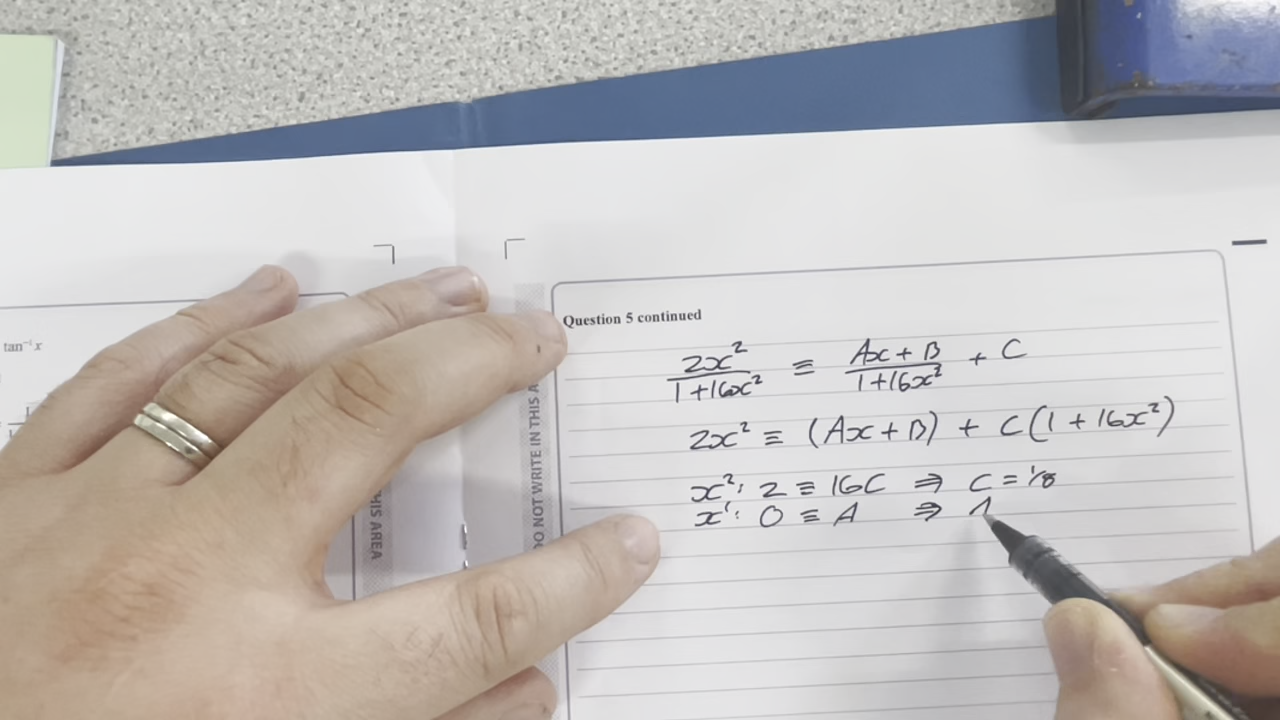 tan⁻¹x
HIS AREA
DO NOT WRITE IN THIS A
Question 5 continued
2x²/(1+16x²) ≡ (Ax+B)/(1+16x²) + C
2x² ≡ (Ax+B) + C(1+16x²)
x²: 2 ≡ 16C ⇒ C = 1/8
x¹: 0 ≡ A ⇒ A